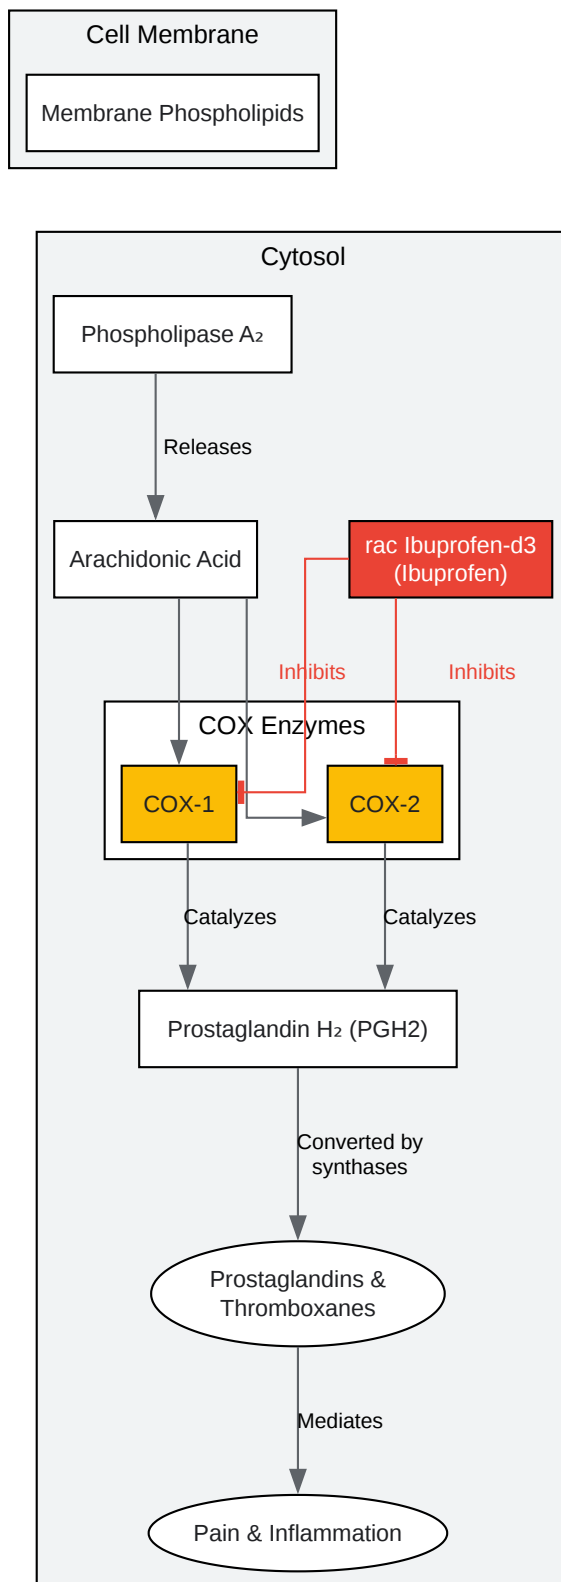 Cell Membrane
Membrane Phospholipids
Cytosol
Phospholipase A₂
Releases
Arachidonic Acid
rac Ibuprofen-d3
(Ibuprofen)
Inhibits
Inhibits
COX Enzymes
COX-1
COX-2
Catalyzes
Catalyzes
Prostaglandin H₂ (PGH2)
Converted by
synthases
Prostaglandins &
Thromboxanes
Mediates
Pain & Inflammation